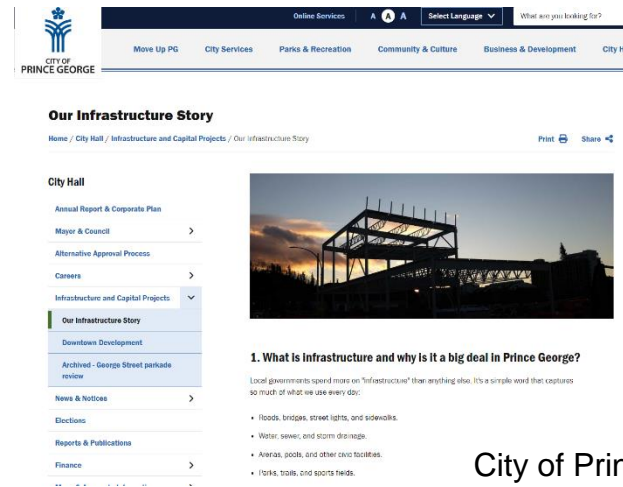 Online Services A A A Select Language What are you looking for?
CITY OF
PRINCE GEORGE
Move Up PG City Services Parks & Recreation Community & Culture Business & Development City H
Our Infrastructure Story
Home / City Hall / Infrastructure and Capital Projects / Our Infrastructure Story Print Share
City Hall
Annual Report & Corporate Plan
Mayor & Council
Alternative Approval Process
Careers
Infrastructure and Capital Projects
Our Infrastructure Story
Downtown Development
Archived - George Street parkade
review
News & Notices
Elections
Reports & Publications
Finance
1. What is infrastructure and why is it a big deal in Prince George?
Local governments spend more on "infrastructure" than anything else. It's a simple word that captures
so much of what we use every day:
• Roads, bridges, street lights, and sidewalks.
• Water, sewer, and storm drainage.
• Arenas, pools, and other civic facilities.
• Parks, trails, and sports fields.
City of Prin